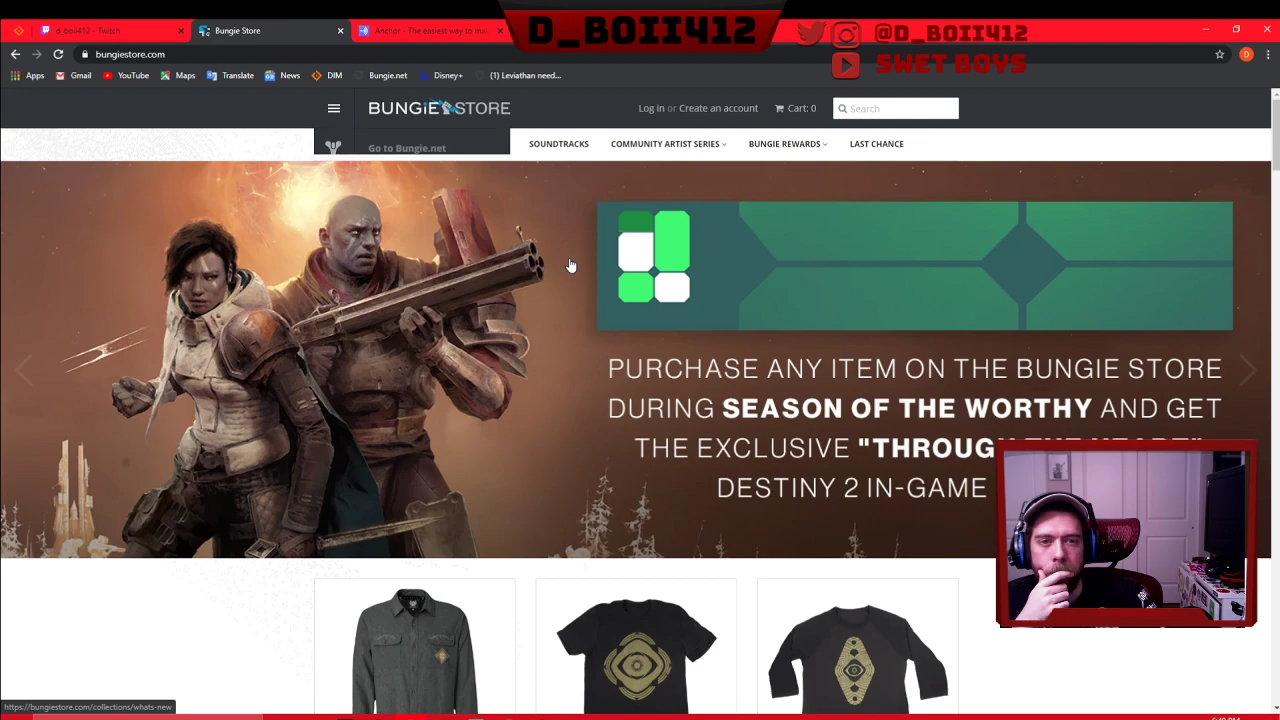 D_BOII412
@D_BOII412
SWET BOYS
d_boii412 - Twitch
Bungie Store
Anchor - The easiest way to mai
bungiestore.com
Apps
Gmail
YouTube
Maps
Translate
News
DIM
Bungie.net
Disney+
(1) Leviathan need...
BUNGIE STORE
Log in or Create an account
Cart: 0
Search
Go to Bungie.net
SOUNDTRACKS
COMMUNITY ARTIST SERIES
BUNGIE REWARDS
LAST CHANCE
PURCHASE ANY ITEM ON THE BUNGIE STORE
DURING SEASON OF THE WORTHY AND GET
THE EXCLUSIVE "THROUGH THE HEART"
DESTINY 2 IN-GAME
https://bungiestore.com/collections/whats-new